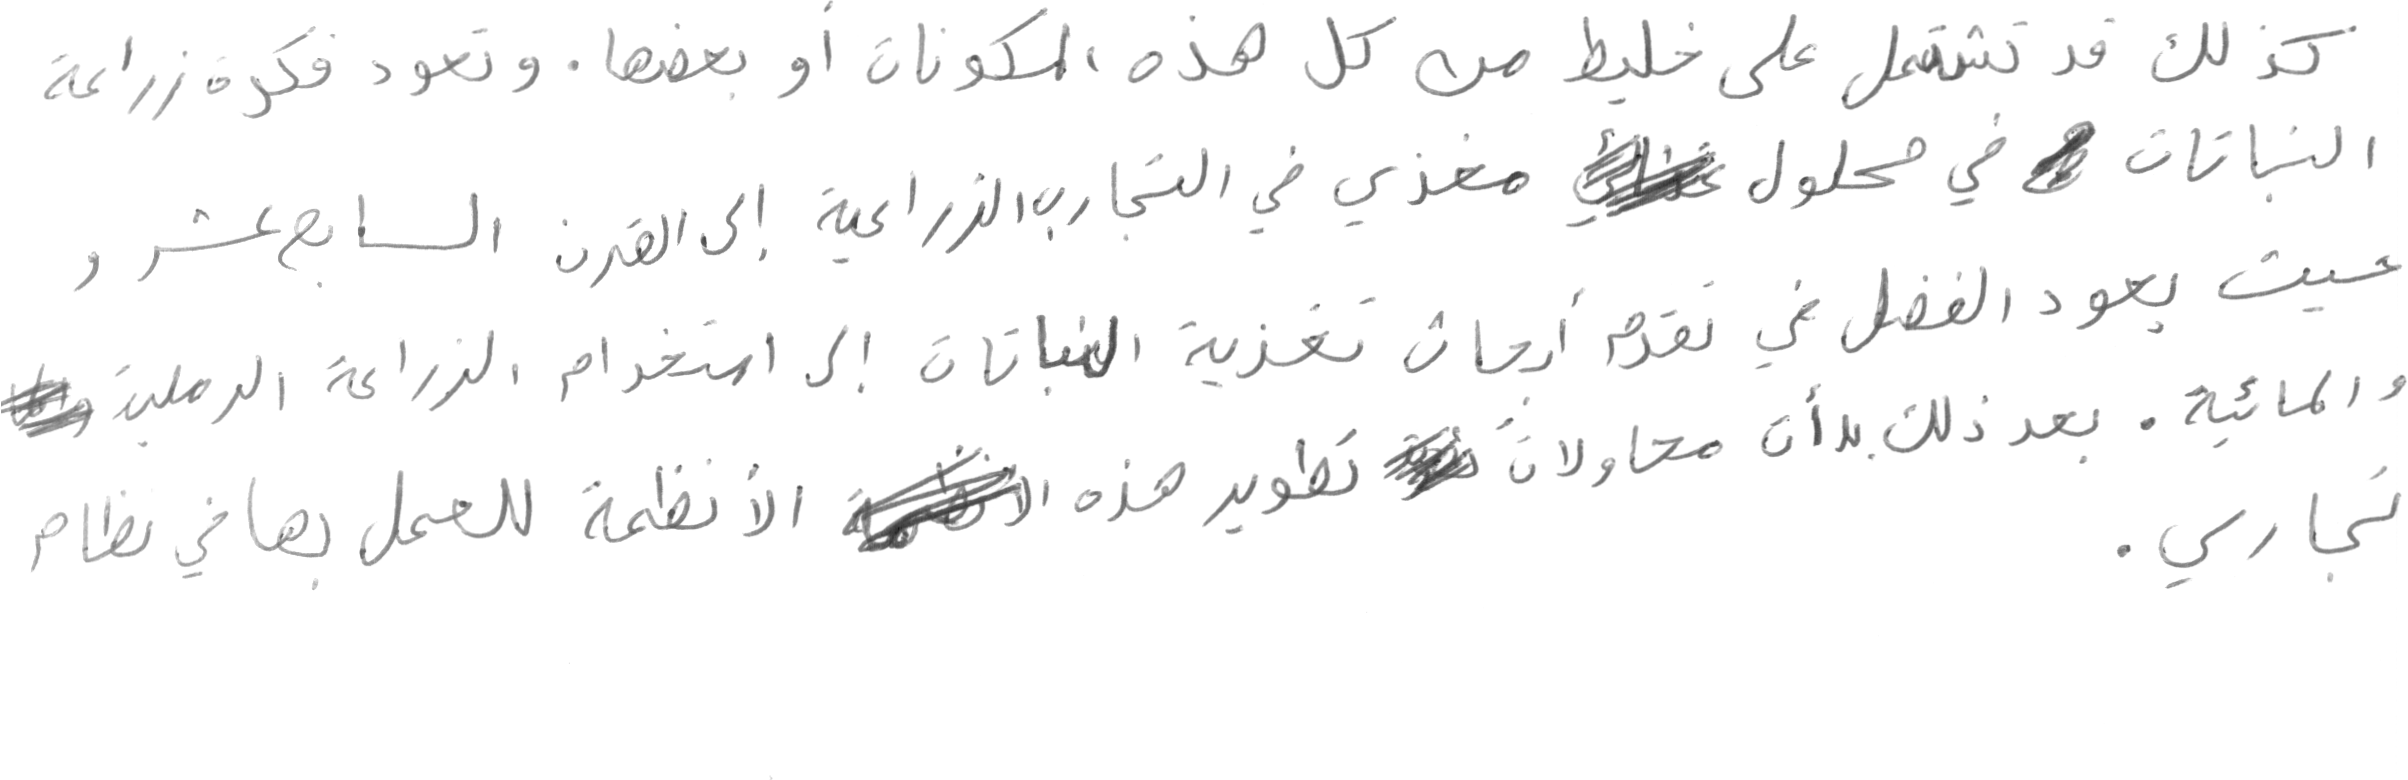 كذلك قد تشتمل على خليط من كل هذه المكونات أو بعضها. وتعود فكرة زراعة
النباتات في محلول مغذي في التجارب الزراعية إلى القرن السابع عشر و
حيث يعود الفضل في تقدم أبحاث تغذية النباتات إلى استخدام الزراعة الرملية
والمائية. بعد ذلك بدأت محاولات تطوير هذه الأنظمة للعمل بها في نظام
تجاري.